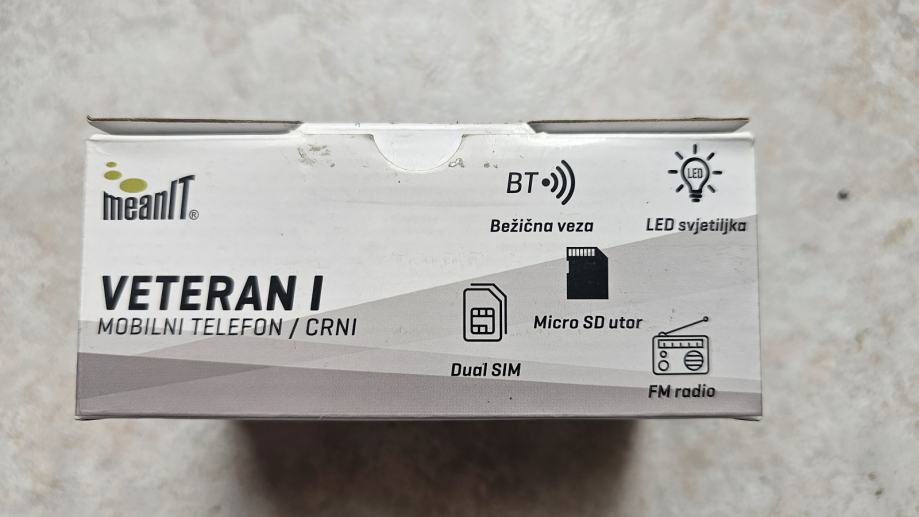 meanIT®
VETERAN I
MOBILNI TELEFON / CRNI
BT
Bežična veza
LED
LED svjetiljka
Micro SD utor
Dual SIM
FM radio